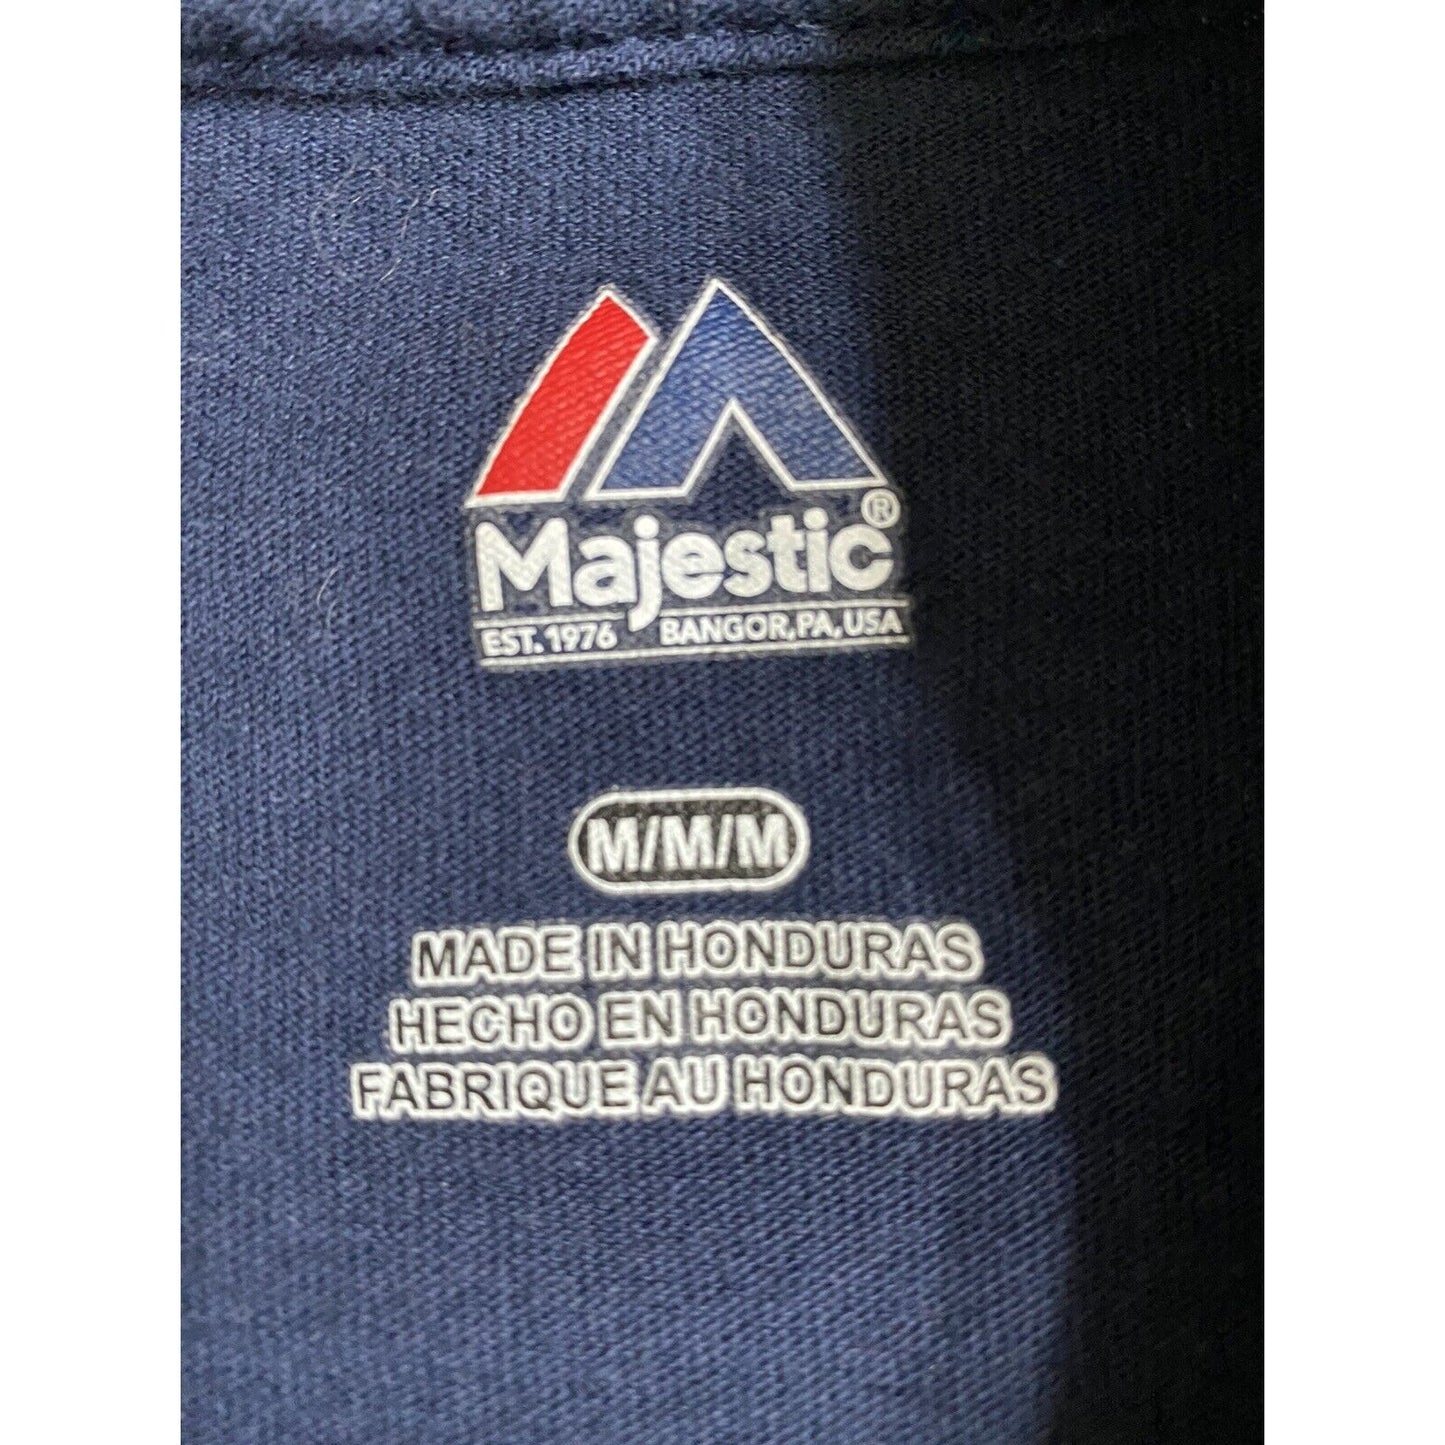 Majestic®
EST. 1976 BANGOR, PA, USA
M/M/M
MADE IN HONDURAS
HECHO EN HONDURAS
FABRIQUE AU HONDURAS